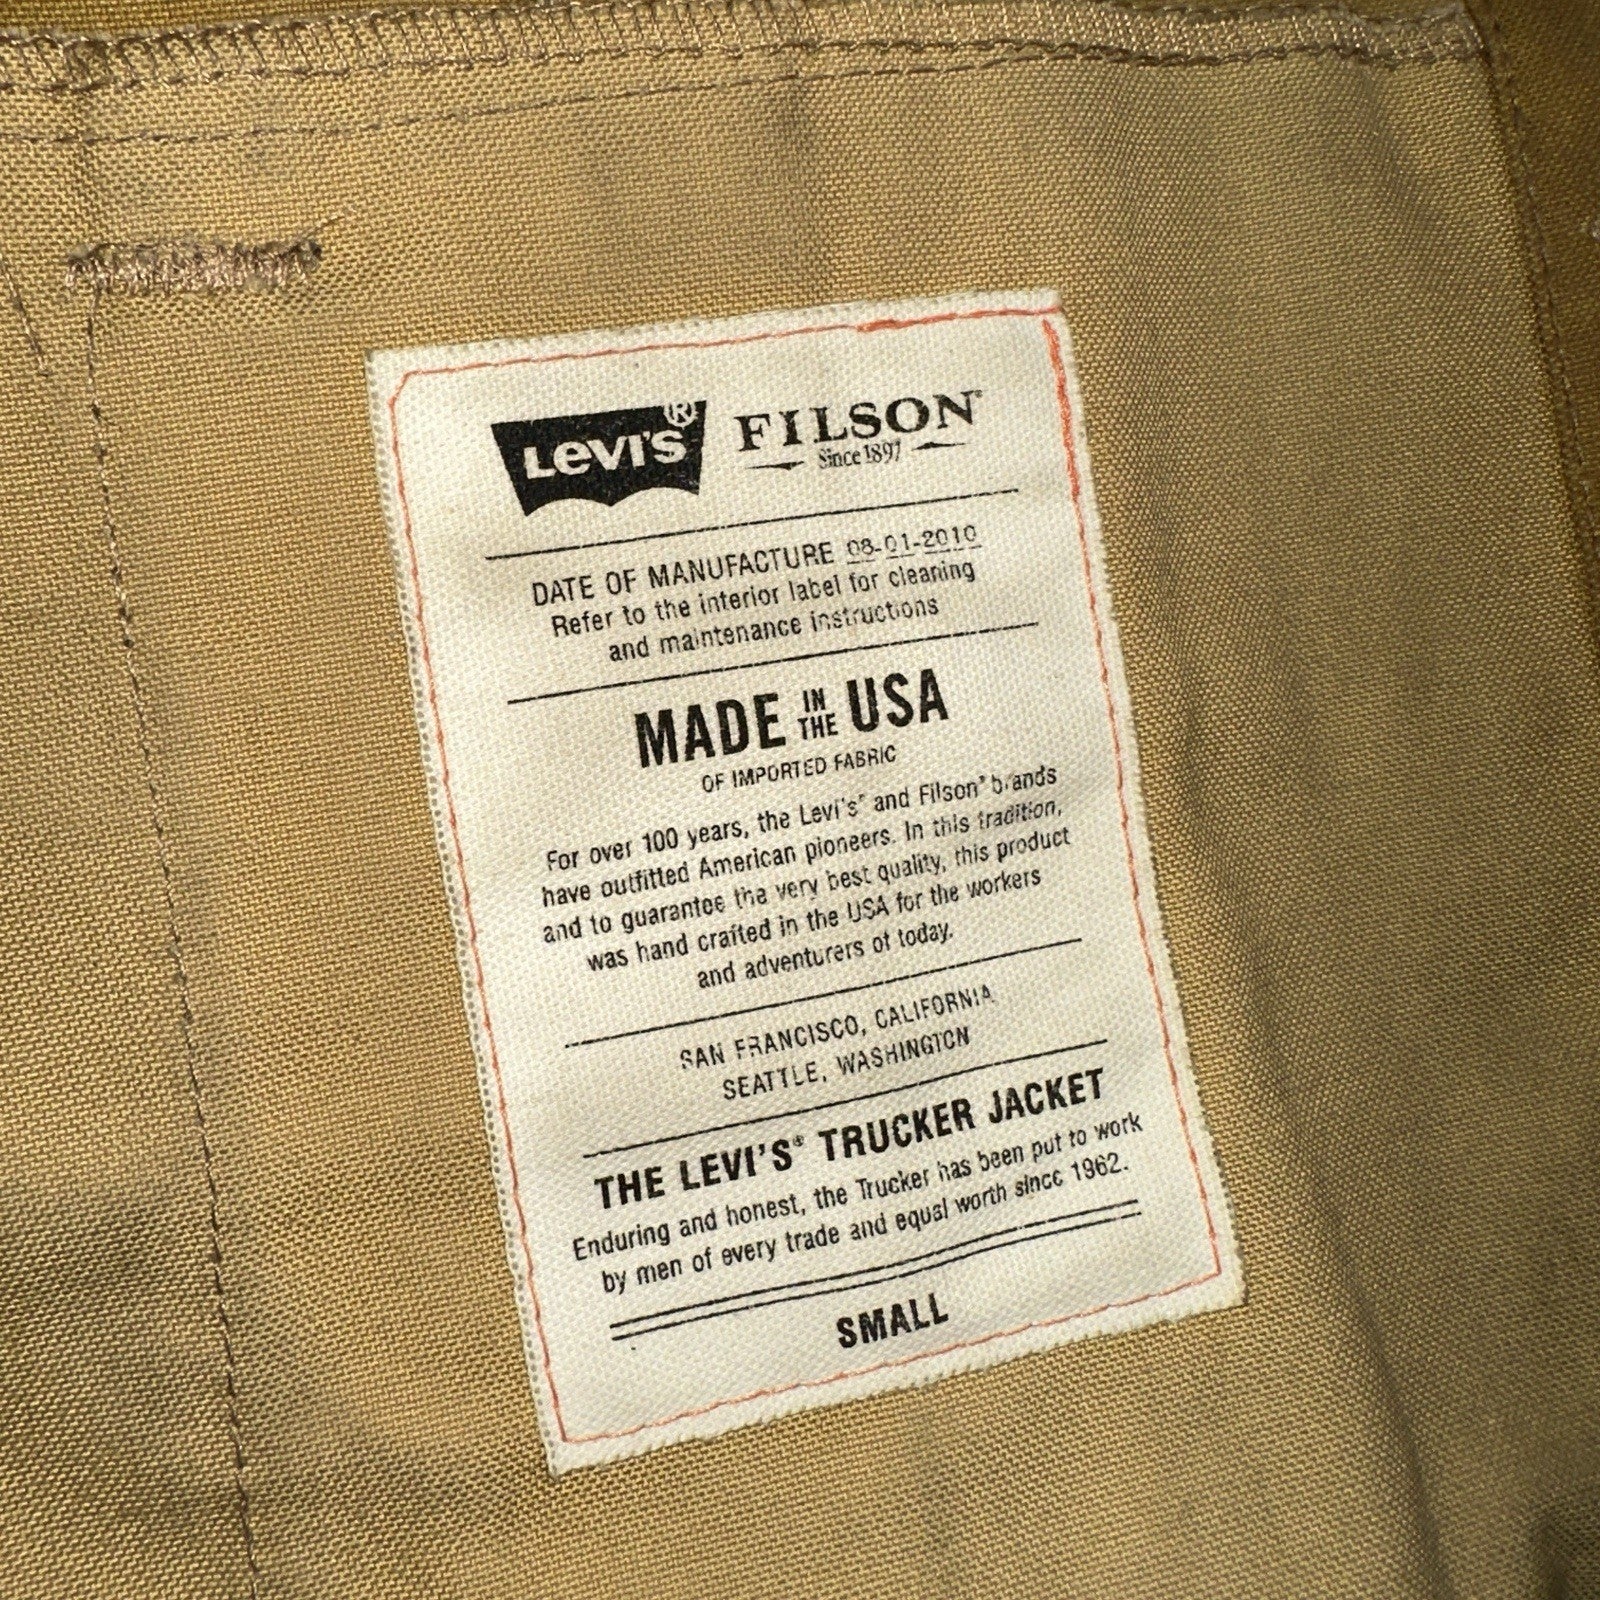 LEVI'S® FILSON®
Since 1897
DATE OF MANUFACTURE 08-01-2010
Refer to the interior label for cleaning
and maintenance instructions
MADE IN THE USA
OF IMPORTED FABRIC
For over 100 years, the Levi's® and Filson® brands
have outfitted American pioneers. In this tradition,
and to guarantee the very best quality, this product
was hand crafted in the USA for the workers
and adventurers of today.
SAN FRANCISCO, CALIFORNIA
SEATTLE, WASHINGTON
THE LEVI'S® TRUCKER JACKET
Enduring and honest, the Trucker has been put to work
by men of every trade and equal worth since 1962.
SMALL